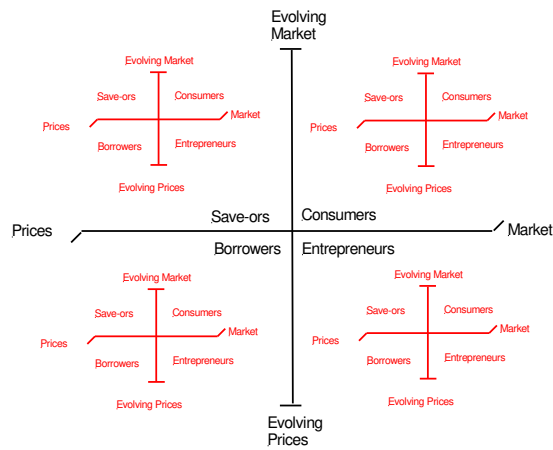 Evolving
Market
Evolving Market
Evolving Market
Save-ors
Consumers
Save-ors
Consumers
Prices
Market
Prices
Market
Borrowers
Entrepreneurs
Borrowers
Entrepreneurs
Evolving Prices
Evolving Prices
Save-ors
Consumers
Prices
Market
Borrowers
Entrepreneurs
Evolving Market
Evolving Market
Save-ors
Consumers
Save-ors
Consumers
Prices
Market
Prices
Market
Borrowers
Entrepreneurs
Borrowers
Entrepreneurs
Evolving Prices
Evolving Prices
Evolving
Prices